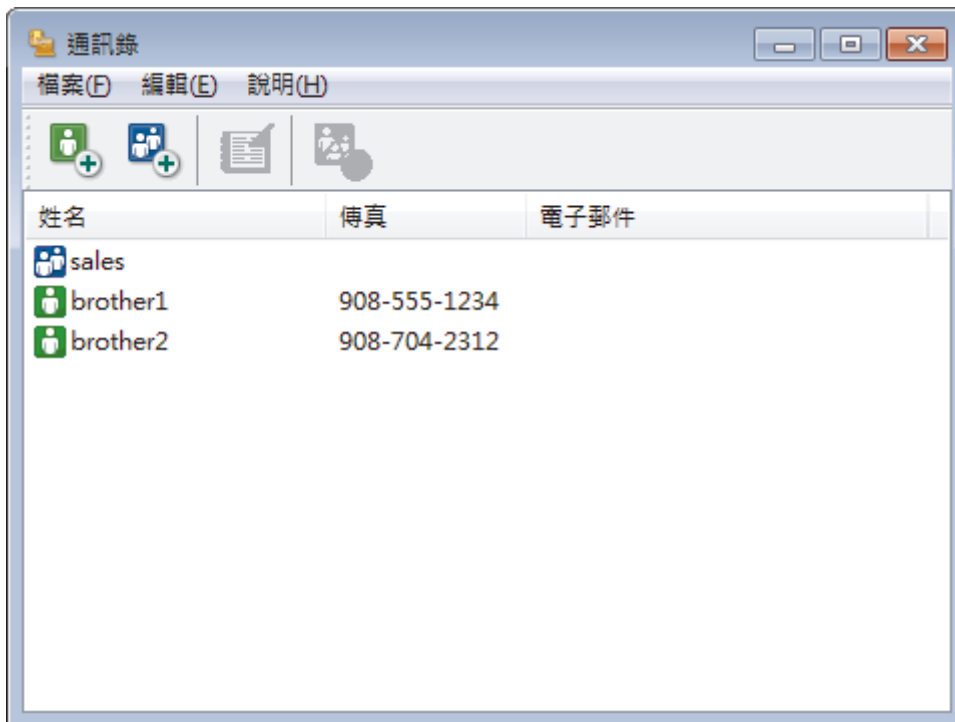 通訊錄
檔案(F) 編輯(E) 說明(H)
姓名 傳真 電子郵件
sales
brother1 908-555-1234
brother2 908-704-2312